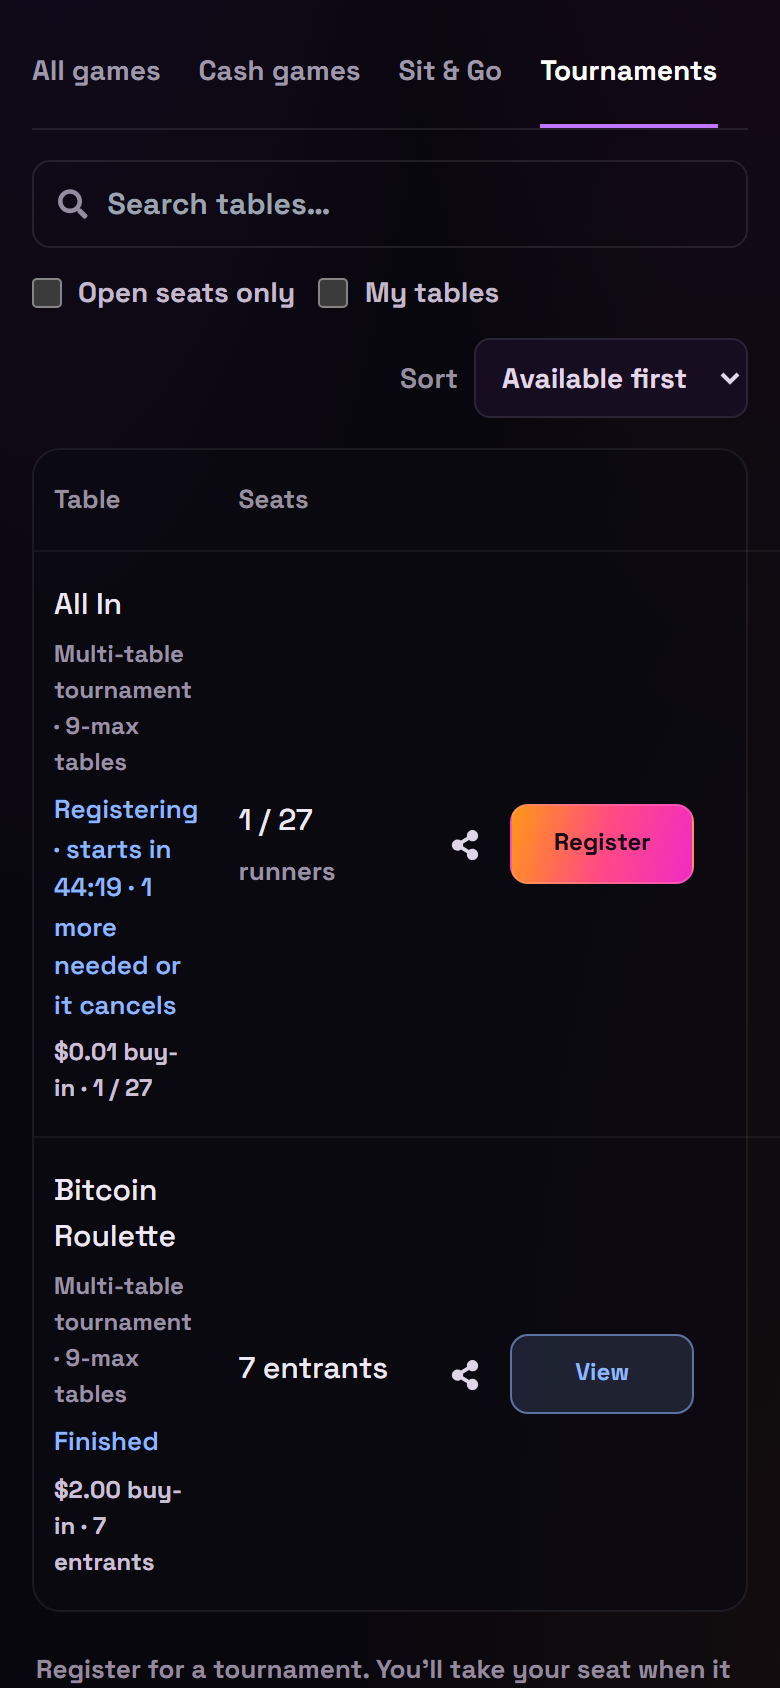 All games Cash games Sit & Go Tournaments
Search tables...
Open seats only My tables
Sort Available first
Table Seats
All In
Multi-table
tournament
· 9-max
tables
Registering
· starts in
44:19 · 1
more
needed or
it cancels
$0.01 buy-
in · 1 / 27
1 / 27
runners
Register
Bitcoin
Roulette
Multi-table
tournament
· 9-max
tables
Finished
$2.00 buy-
in · 7
entrants
7 entrants
View
Register for a tournament. You’ll take your seat when it